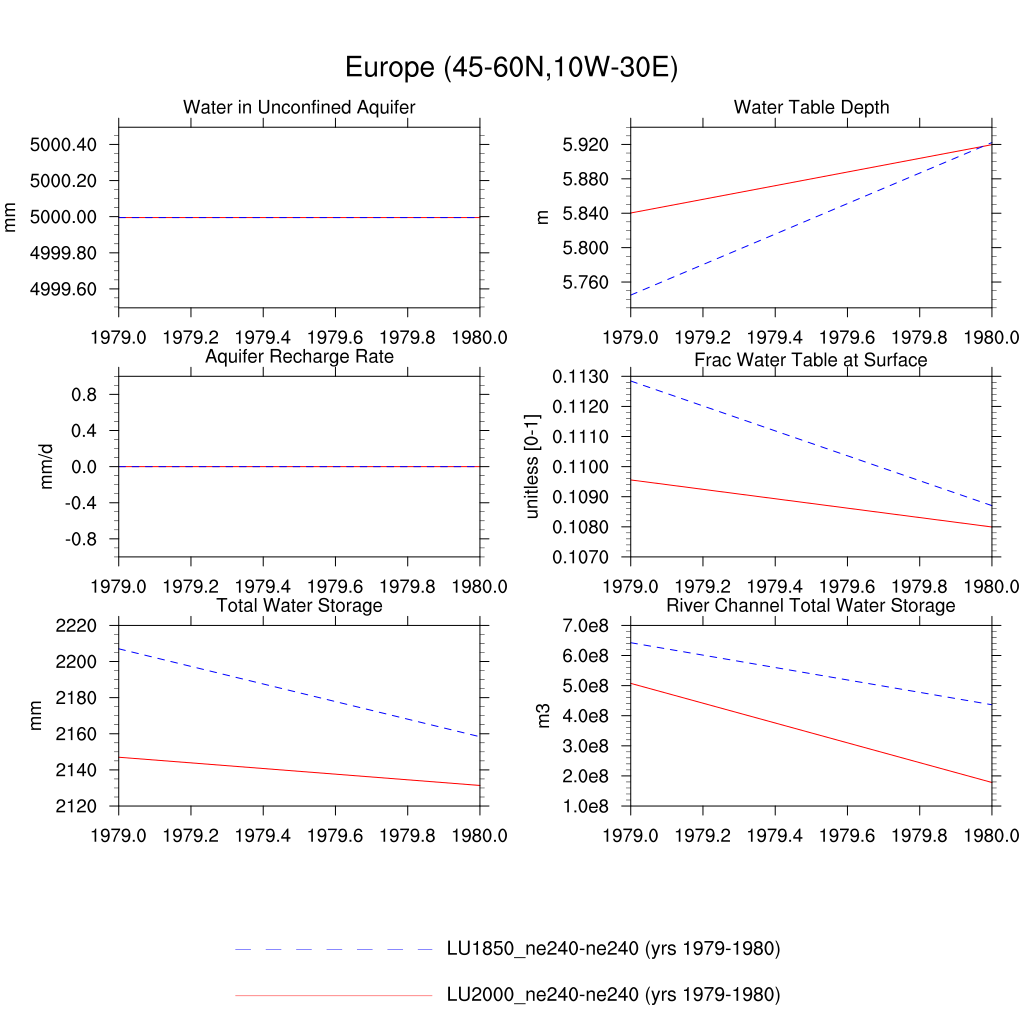 Europe (45-60N,10W-30E)
Water in Unconfined Aquifer
mm
5000.40
5000.20
5000.00
4999.80
4999.60
1979.0 1979.2 1979.4 1979.6 1979.8 1980.0
Water Table Depth
m
5.920
5.880
5.840
5.800
5.760
1979.0 1979.2 1979.4 1979.6 1979.8 1980.0
Aquifer Recharge Rate
mm/d
0.8
0.4
0.0
-0.4
-0.8
1979.0 1979.2 1979.4 1979.6 1979.8 1980.0
Frac Water Table at Surface
unitless [0-1]
0.1130
0.1120
0.1110
0.1100
0.1090
0.1080
0.1070
1979.0 1979.2 1979.4 1979.6 1979.8 1980.0
Total Water Storage
mm
2220
2200
2180
2160
2140
2120
1979.0 1979.2 1979.4 1979.6 1979.8 1980.0
River Channel Total Water Storage
m3
7.0e8
6.0e8
5.0e8
4.0e8
3.0e8
2.0e8
1.0e8
1979.0 1979.2 1979.4 1979.6 1979.8 1980.0
LU1850_ne240-ne240 (yrs 1979-1980)
LU2000_ne240-ne240 (yrs 1979-1980)